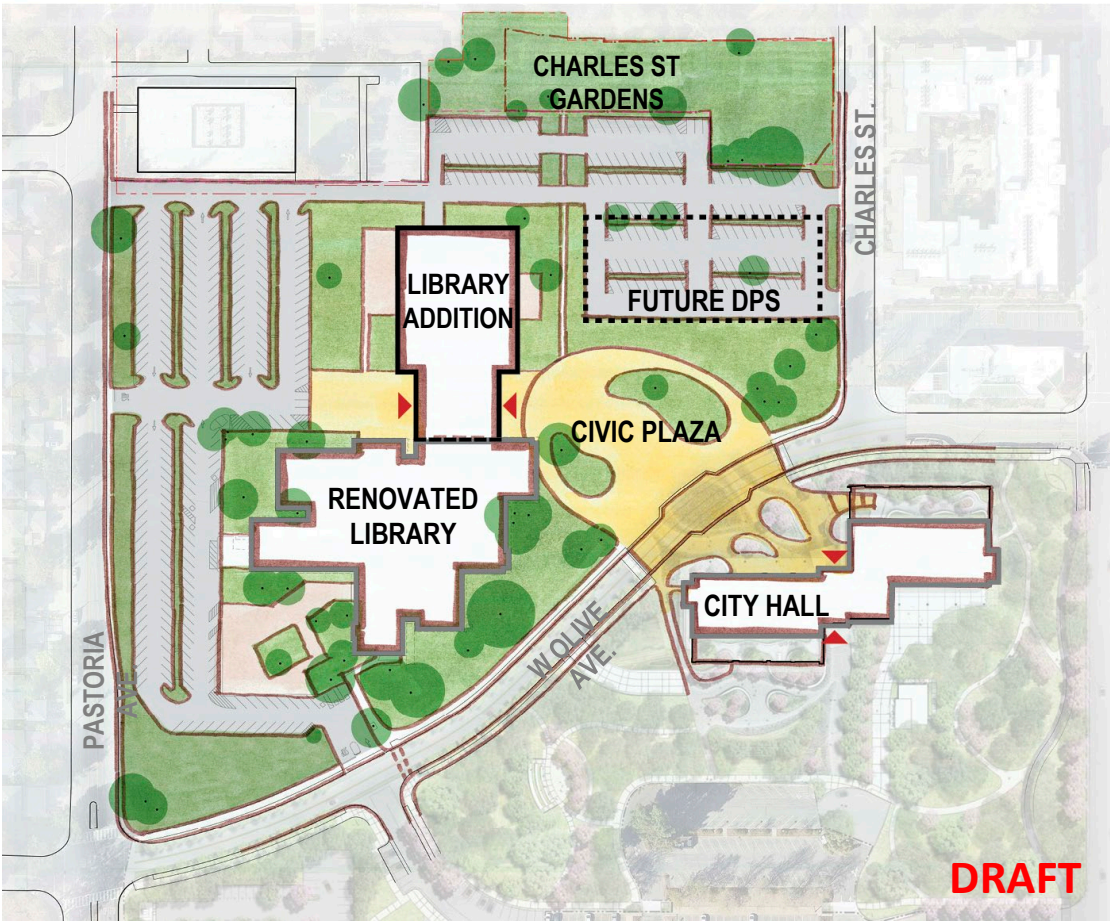 CHARLES ST
GARDENS
CHARLES ST.
LIBRARY
ADDITION
FUTURE DPS
CIVIC PLAZA
RENOVATED
LIBRARY
CITY HALL
W OLIVE
AVE.
PASTORIA
AVE
DRAFT